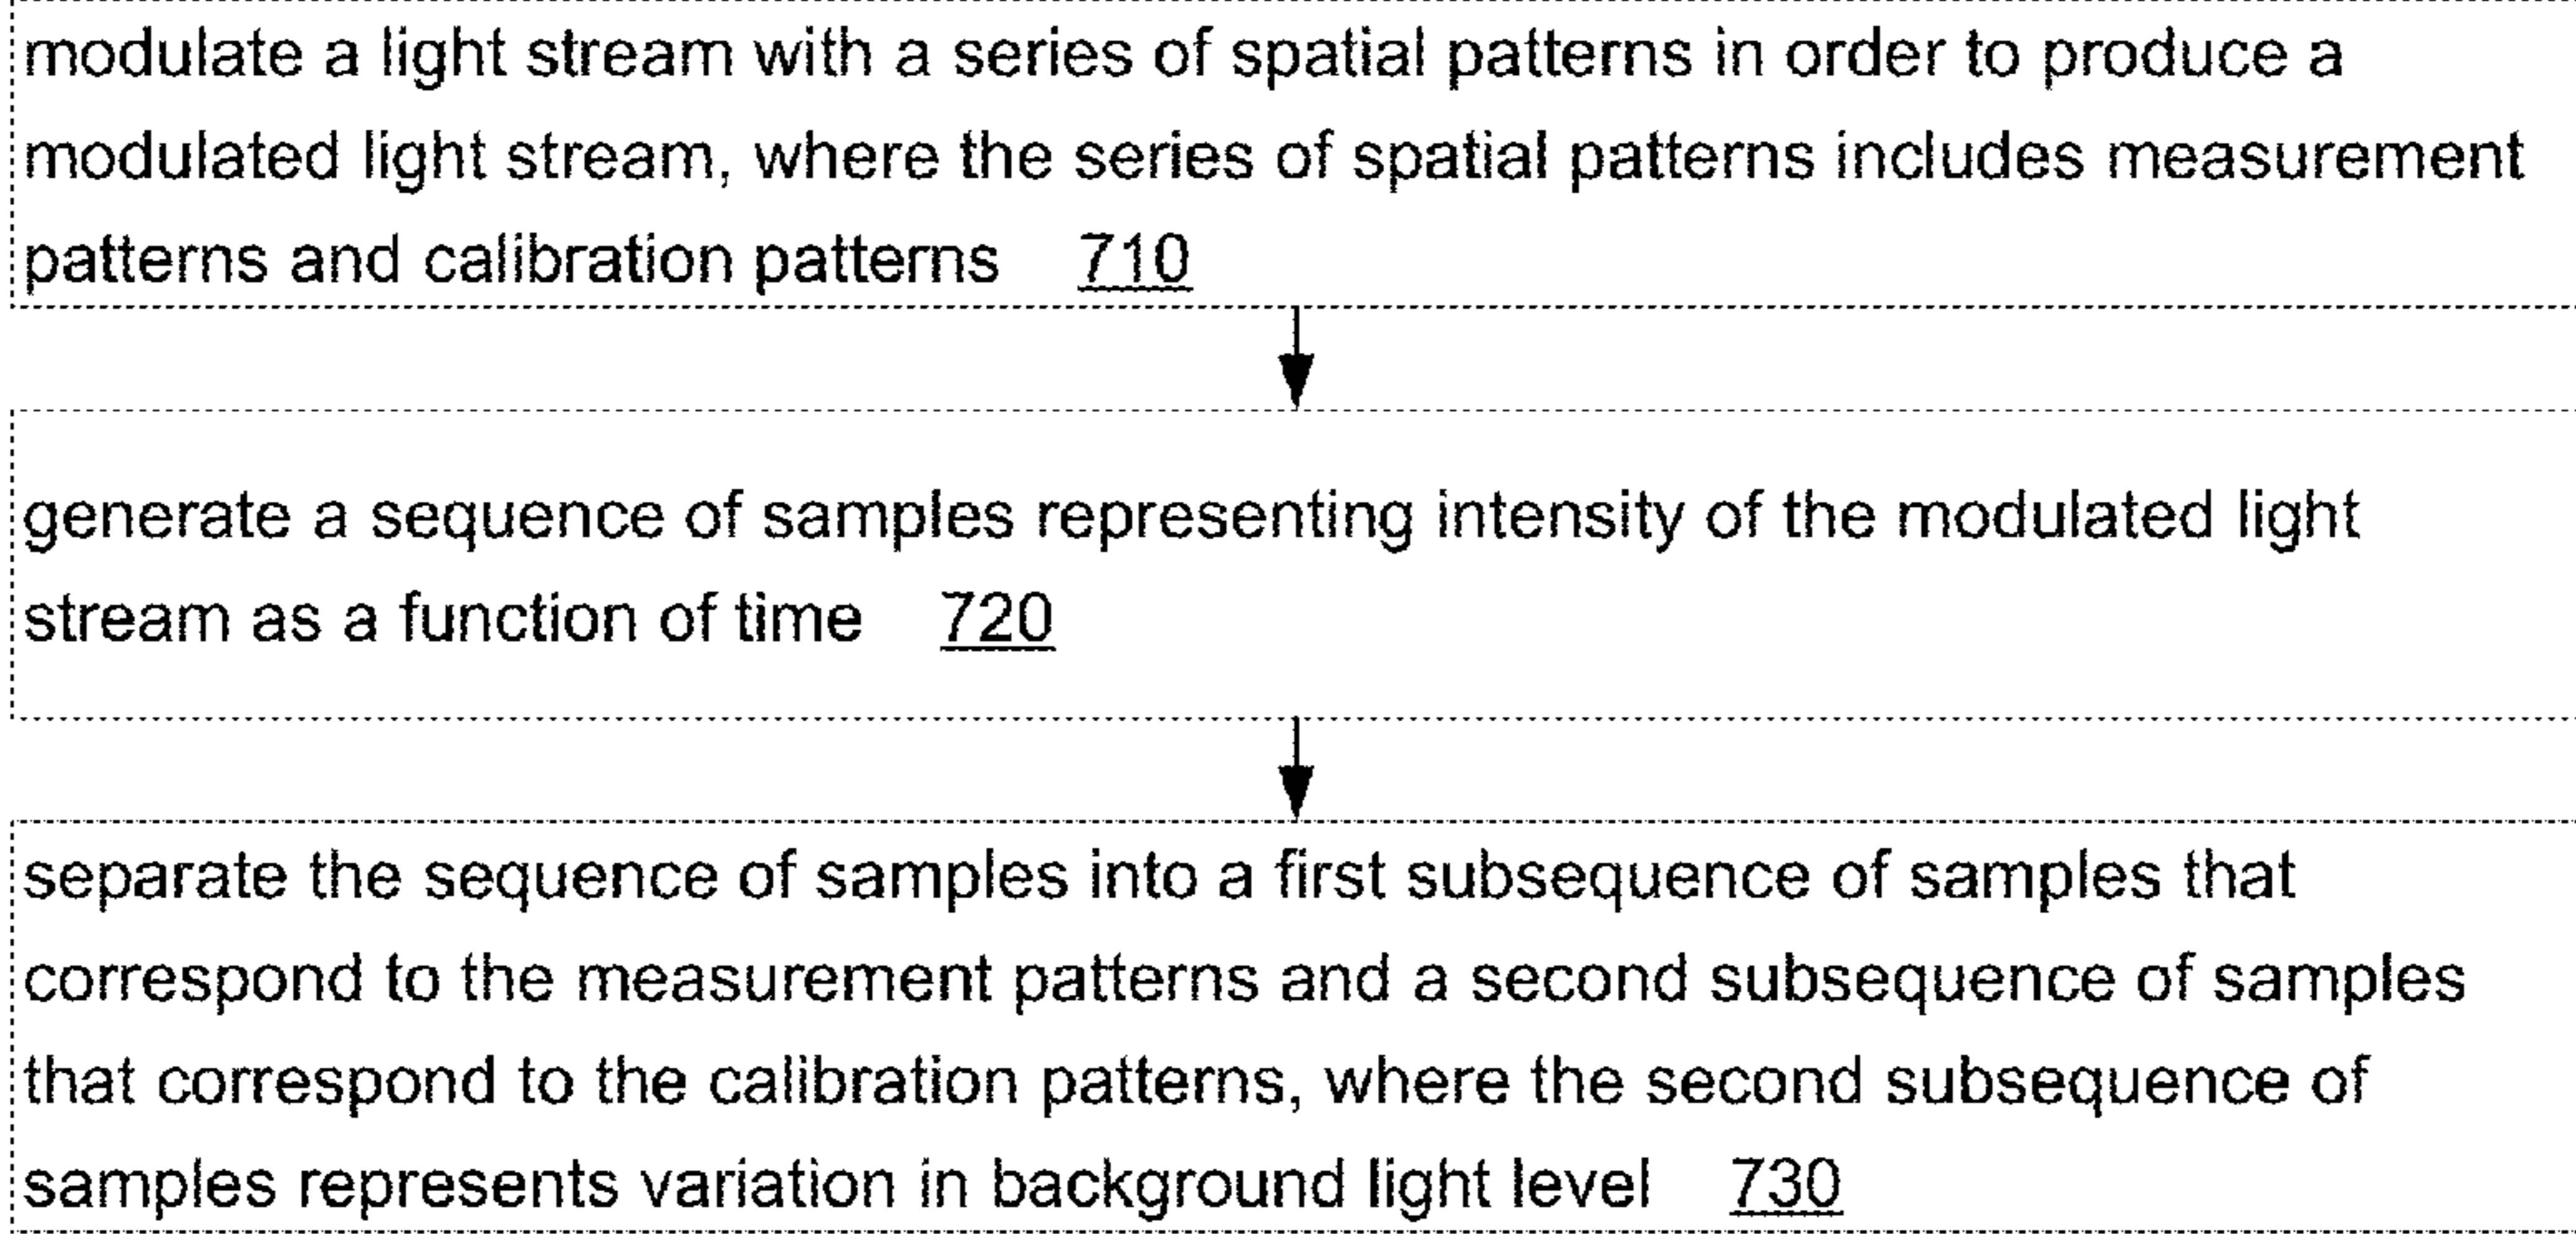 modulate a light stream with a series of spatial patterns in order to produce a
modulated light stream, where the series of spatial patterns includes measurement
patterns and calibration patterns 710
generate a sequence of samples representing intensity of the modulated light
stream as a function of time 720
separate the sequence of samples into a first subsequence of samples that
correspond to the measurement patterns and a second subsequence of samples
that correspond to the calibration patterns, where the second subsequence of
samples represents variation in background light level 730